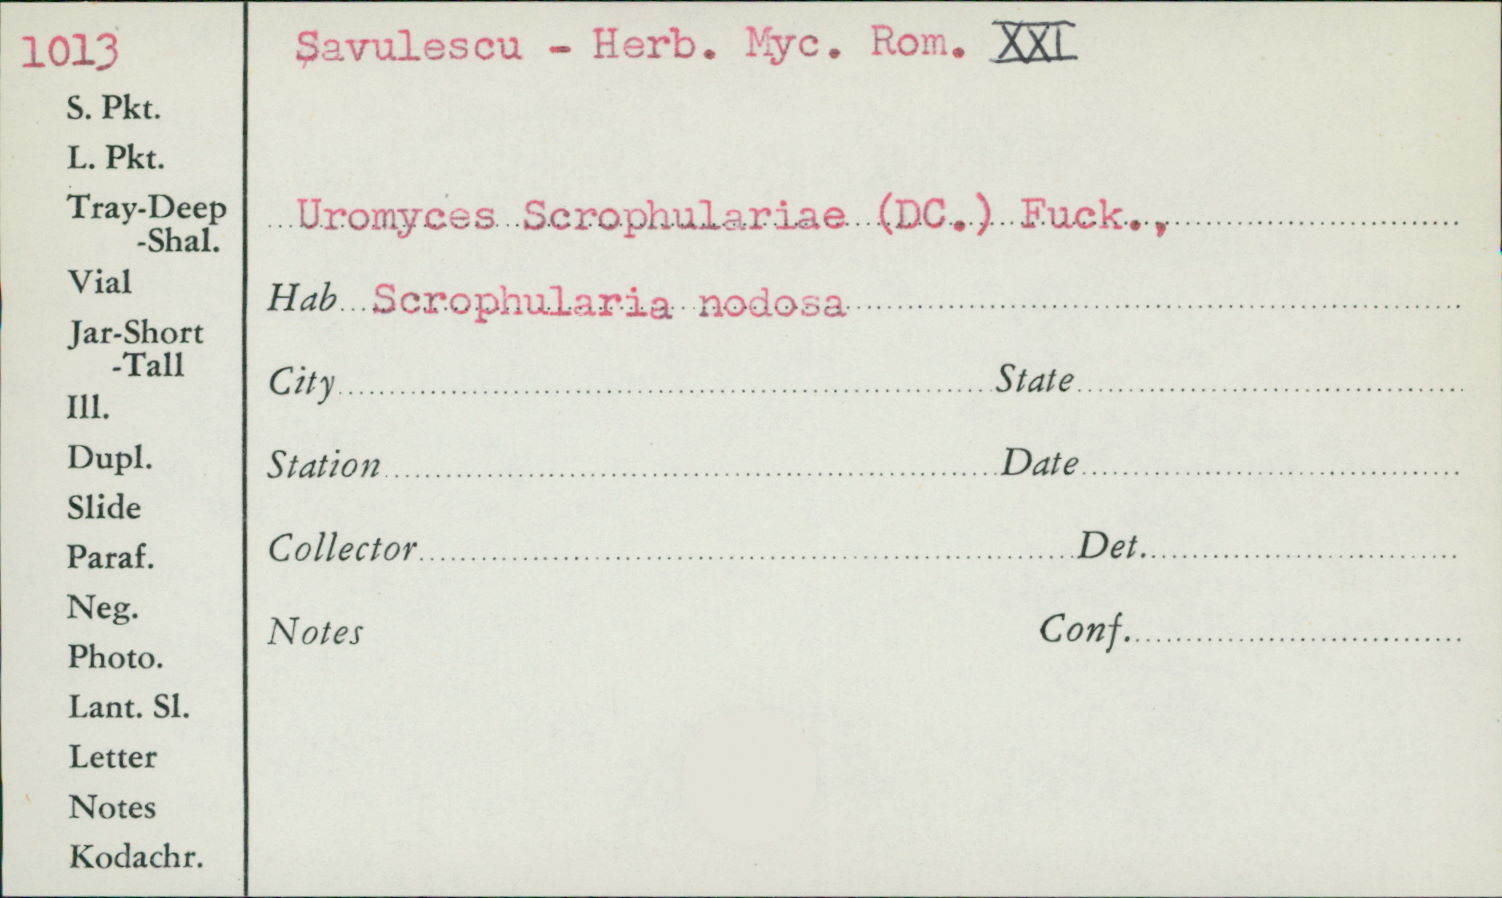 1013
Șavulescu - Herb. Myc. Rom. XXI
S. Pkt.
L. Pkt.
Tray-Deep
-Shal.
Vial
Jar-Short
-Tall
Ill.
Dupl.
Slide
Paraf.
Neg.
Photo.
Lant. Sl.
Letter
Notes
Kodachr.
Uromyces Scrophulariae (DC.) Fuck.,
Hab Scrophularia nodosa
City State
Station Date
Collector Det.
Notes Conf.